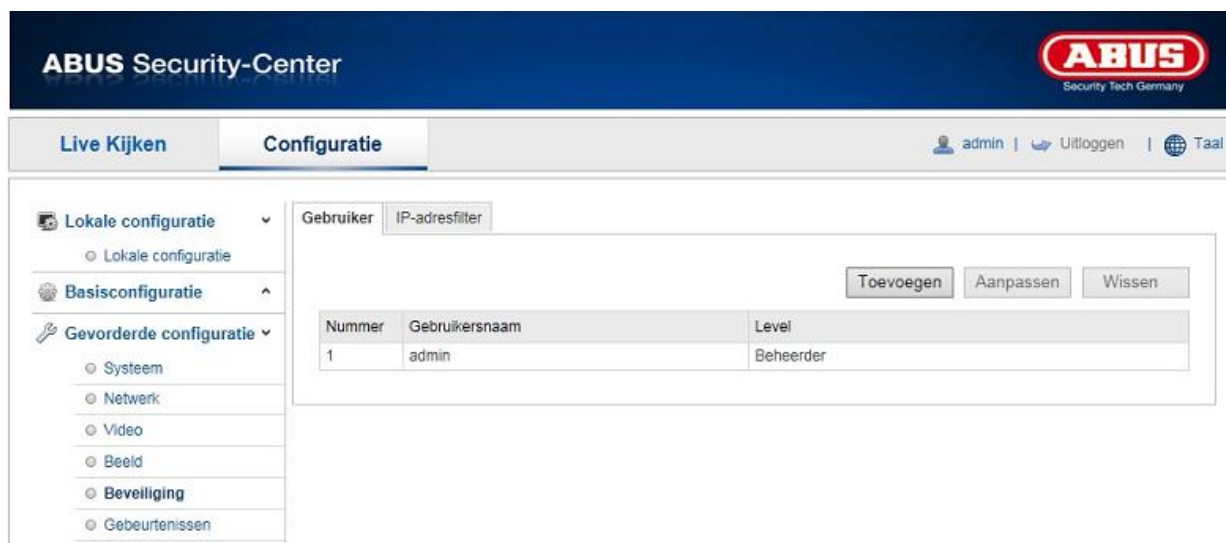 ABUS Security-Center
ABUS
Security Tech Germany
Live Kijken
Configuratie
admin | Uitloggen | Taal
Lokale configuratie
Lokale configuratie
Basisconfiguratie
Gevorderde configuratie
Systeem
Netwerk
Video
Beeld
Beveiliging
Gebeurtenissen
Gebruiker
IP-adresfilter
Toevoegen
Aanpassen
Wissen
Nummer Gebruikersnaam Level
1 admin Beheerder